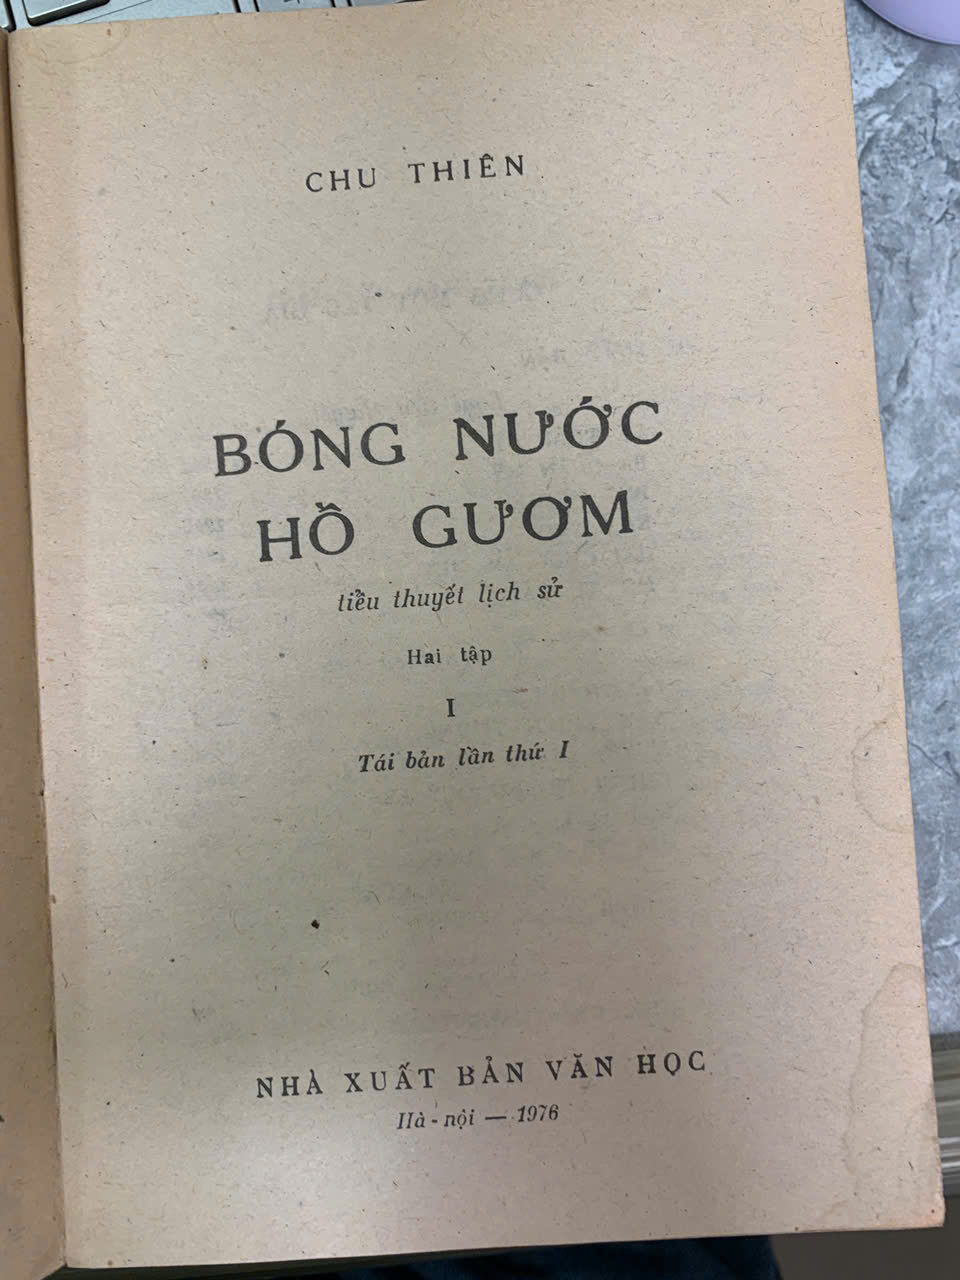 CHU THIÊN
BÓNG NƯỚC
HỒ GƯƠM
tiểu thuyết lịch sử
Hai tập
I
Tái bản lần thứ I
NHÀ XUẤT BẢN VĂN HỌC
Hà-nội — 1976